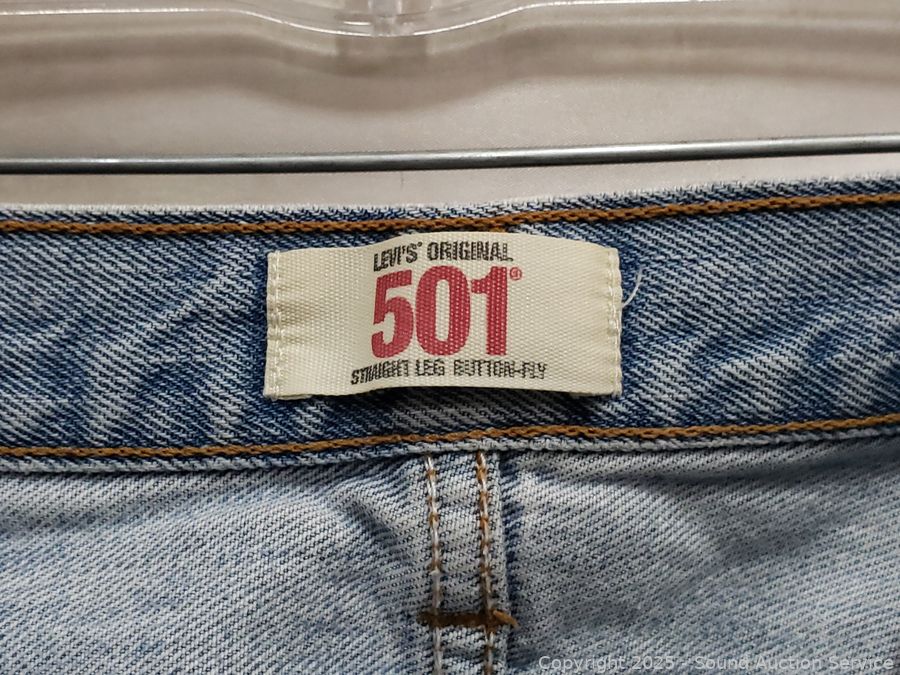 LEVI'S® ORIGINAL
501®
STRAIGHT LEG BUTTON-FLY
Copyright 2025 - Sound Auction Service